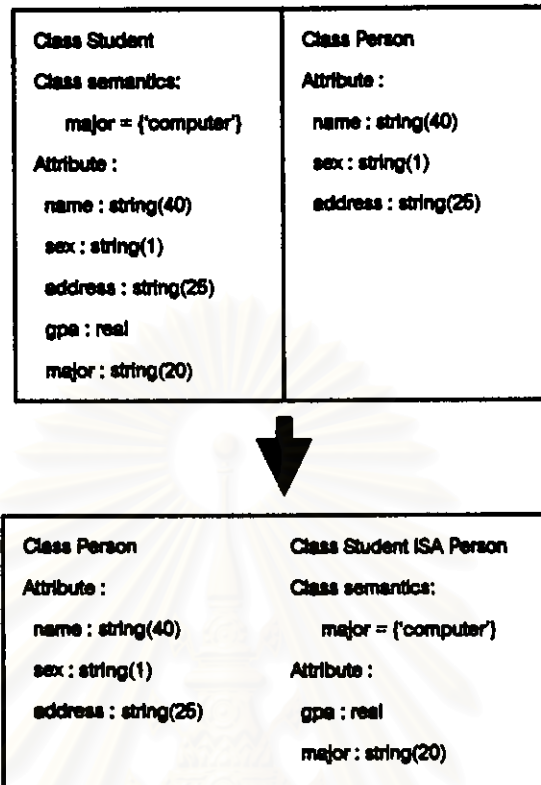 Class Student
Class semantics:
major = {'computer'}
Attribute :
name : string(40)
sex : string(1)
address : string(25)
gpa : real
major : string(20)
Class Person
Attribute :
name : string(40)
sex : string(1)
address : string(25)
Class Person
Attribute :
name : string(40)
sex : string(1)
address : string(25)
Class Student ISA Person
Class semantics:
major = {'computer'}
Attribute :
gpa : real
major : string(20)